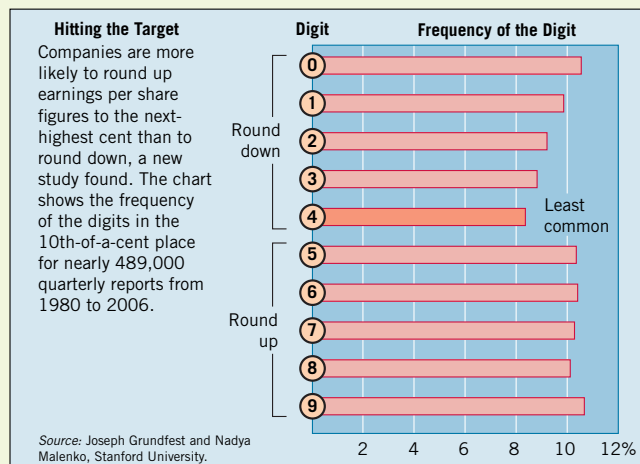 Hitting the Target
Companies are more
likely to round up
earnings per share
figures to the next-
highest cent than to
round down, a new
study found. The chart
shows the frequency
of the digits in the
10th-of-a-cent place
for nearly 489,000
quarterly reports from
1980 to 2006.
Source: Joseph Grundfest and Nadya
Malenko, Stanford University.
Digit
Frequency of the Digit
Round
down
0
1
2
3
4
Least
common
Round
up
5
6
7
8
9
2 4 6 8 10 12%